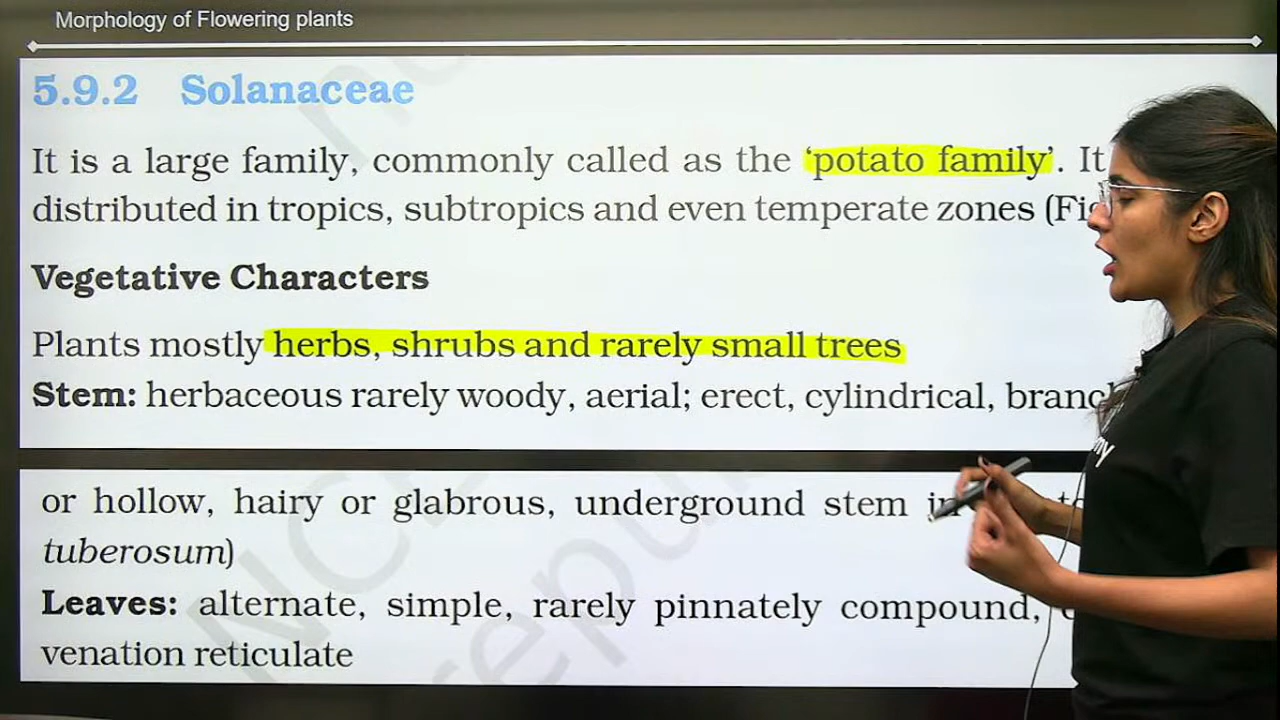 Morphology of Flowering plants
5.9.2 Solanaceae
It is a large family, commonly called as the ‘potato family’. It
distributed in tropics, subtropics and even temperate zones (Fi
Vegetative Characters
Plants mostly herbs, shrubs and rarely small trees
Stem: herbaceous rarely woody, aerial; erect, cylindrical, branc
or hollow, hairy or glabrous, underground stem in
tuberosum)
Leaves: alternate, simple, rarely pinnately compound,
venation reticulate